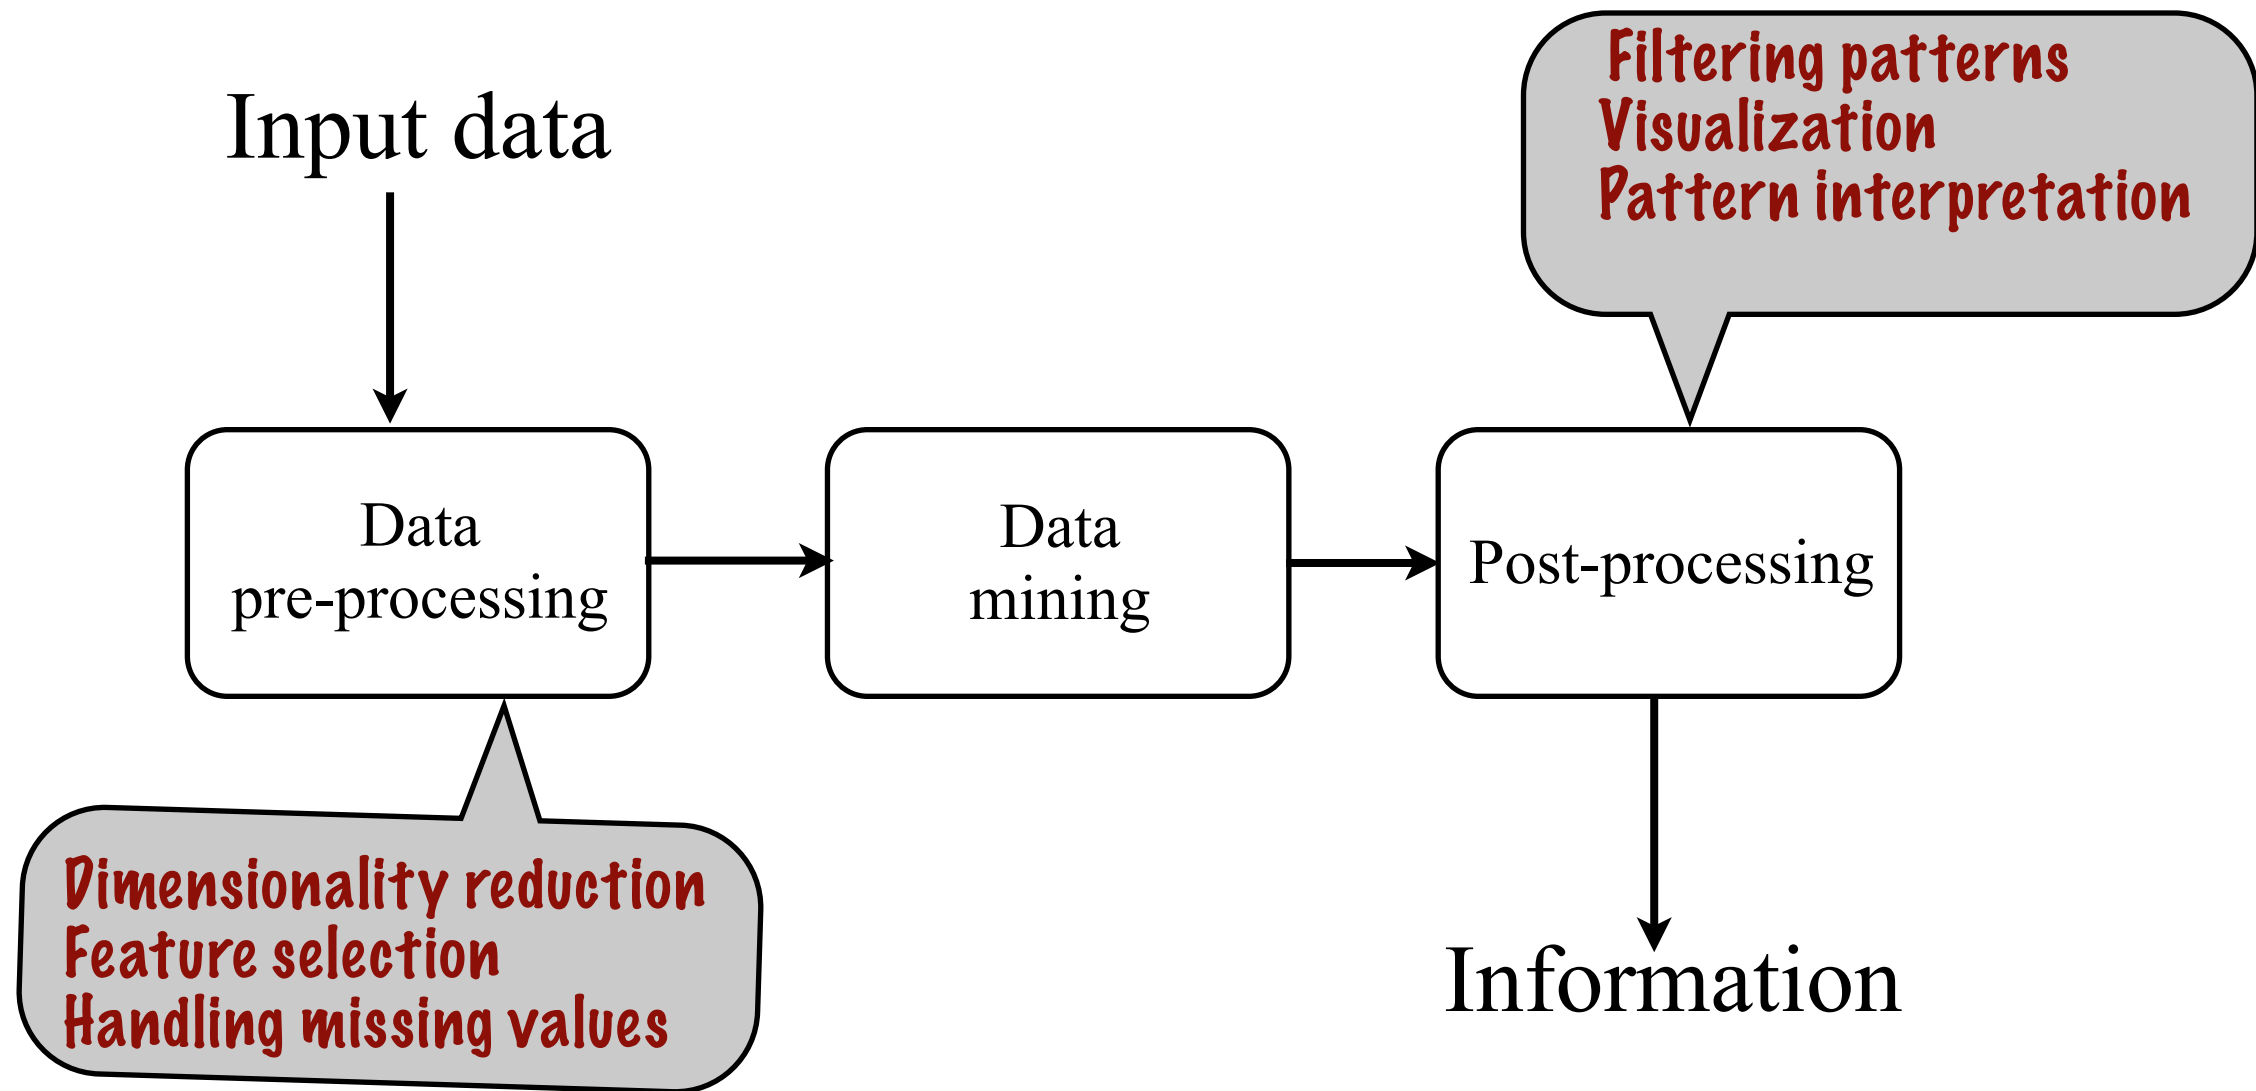 Input data
Filtering patterns
Visualization
Pattern interpretation
Data
pre-processing
Data
mining
Post-processing
Dimensionality reduction
Feature selection
Handling missing values
Information